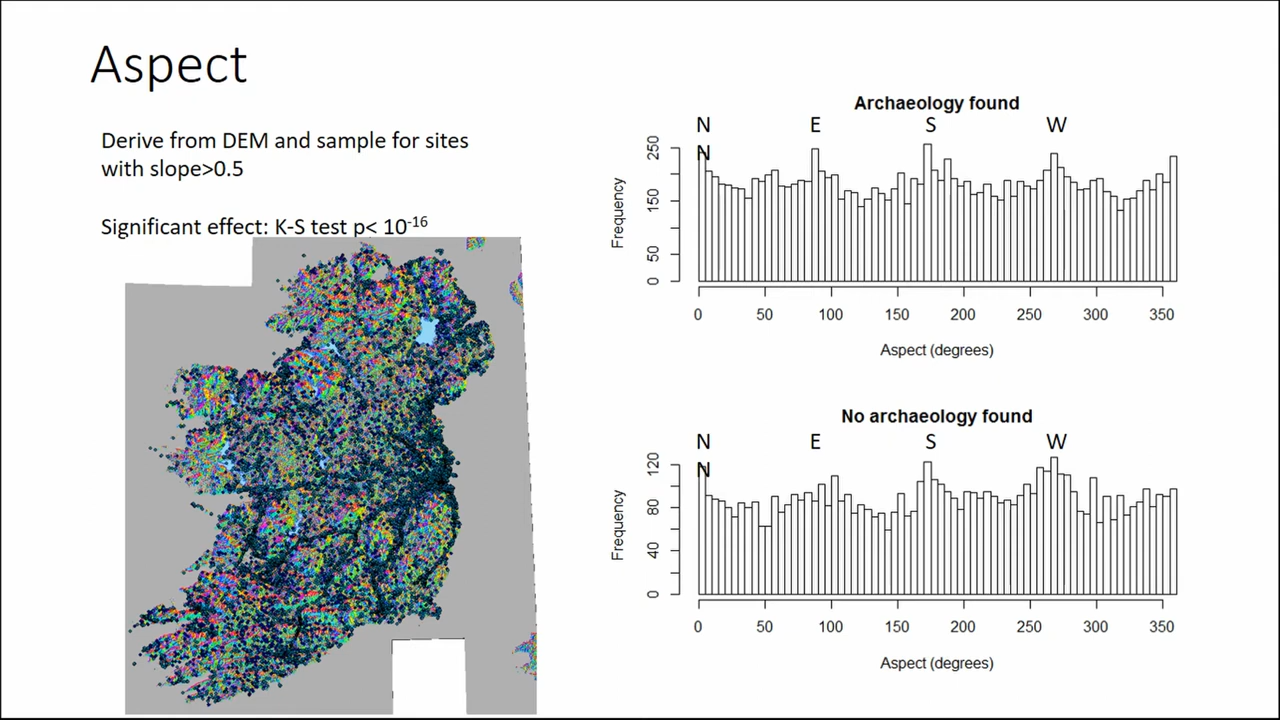 Aspect
Derive from DEM and sample for sites
with slope>0.5
Significant effect: K-S test p< 10⁻¹⁶
Archaeology found
N E S W
N
Frequency
0 50 150 250
0 50 100 150 200 250 300 350
Aspect (degrees)
No archaeology found
N E S W
N
Frequency
0 40 80 120
0 50 100 150 200 250 300 350
Aspect (degrees)